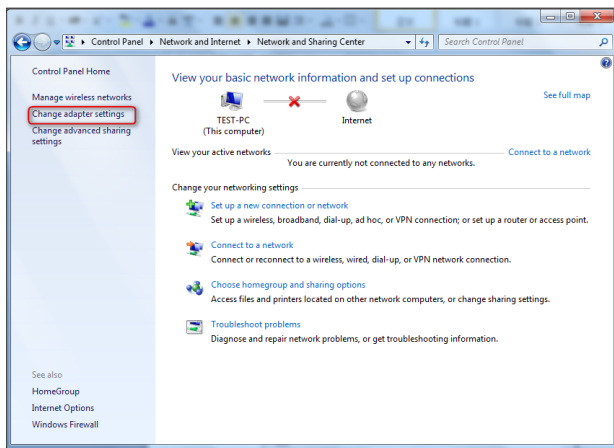 Control Panel ▸ Network and Internet ▸ Network and Sharing Center
Search Control Panel
Control Panel Home
Manage wireless networks
Change adapter settings
Change advanced sharing
settings
See also
HomeGroup
Internet Options
Windows Firewall
View your basic network information and set up connections
See full map
TEST-PC
(This computer)
Internet
View your active networks
Connect to a network
You are currently not connected to any networks.
Change your networking settings
Set up a new connection or network
Set up a wireless, broadband, dial-up, ad hoc, or VPN connection; or set up a router or access point.
Connect to a network
Connect or reconnect to a wireless, wired, dial-up, or VPN network connection.
Choose homegroup and sharing options
Access files and printers located on other network computers, or change sharing settings.
Troubleshoot problems
Diagnose and repair network problems, or get troubleshooting information.